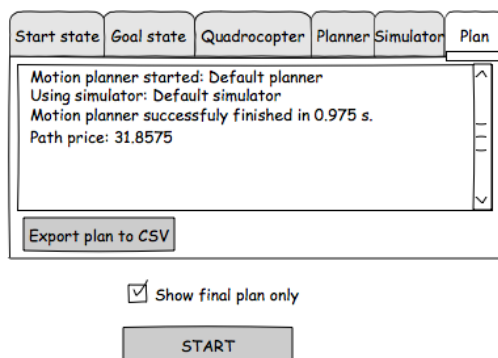 Start state Goal state Quadrocopter Planner Simulator Plan
Motion planner started: Default planner
Using simulator: Default simulator
Motion planner successfuly finished in 0.975 s.
Path price: 31.8575
Export plan to CSV
Show final plan only
START